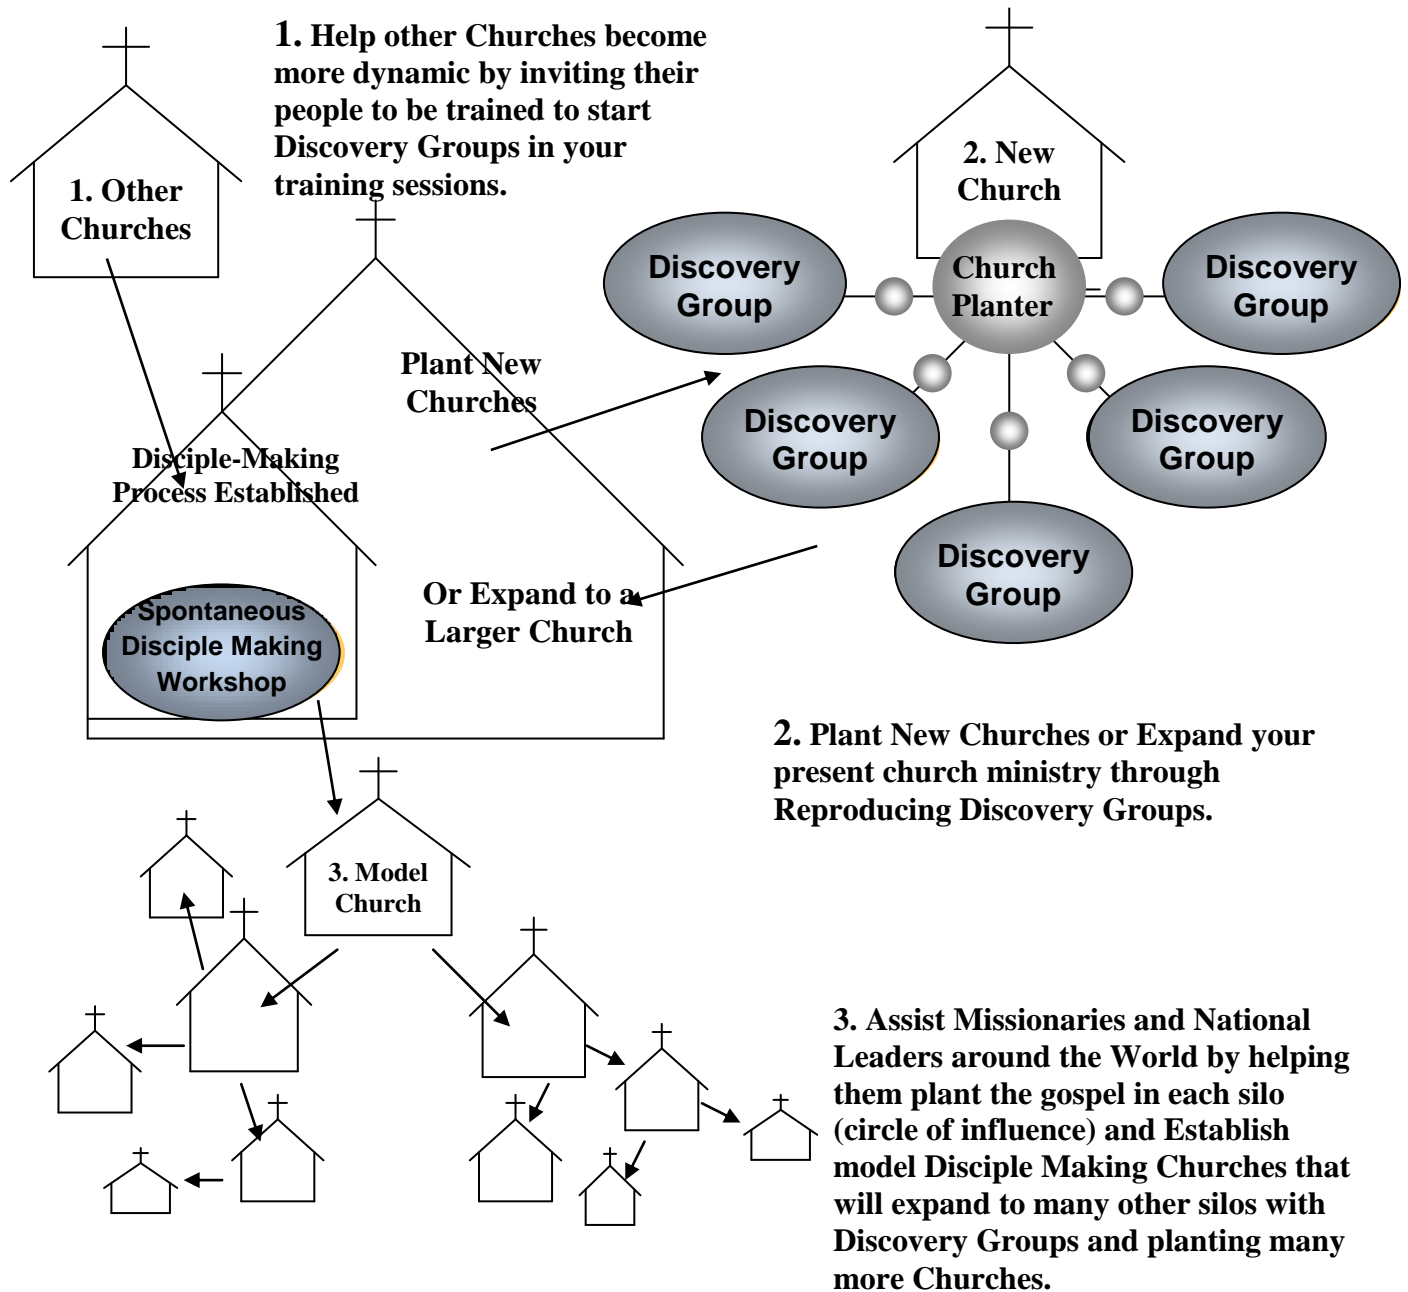 1. Help other Churches become
more dynamic by inviting their
people to be trained to start
Discovery Groups in your
training sessions.
1. Other
Churches
2. New
Church
Church
Planter
Discovery
Group
Discovery
Group
Discovery
Group
Discovery
Group
Discovery
Group
Plant New
Churches
Disciple-Making
Process Established
Or Expand to a
Larger Church
Spontaneous
Disciple Making
Workshop
2. Plant New Churches or Expand your
present church ministry through
Reproducing Discovery Groups.
3. Model
Church
3. Assist Missionaries and National
Leaders around the World by helping
them plant the gospel in each silo
(circle of influence) and Establish
model Disciple Making Churches that
will expand to many other silos with
Discovery Groups and planting many
more Churches.